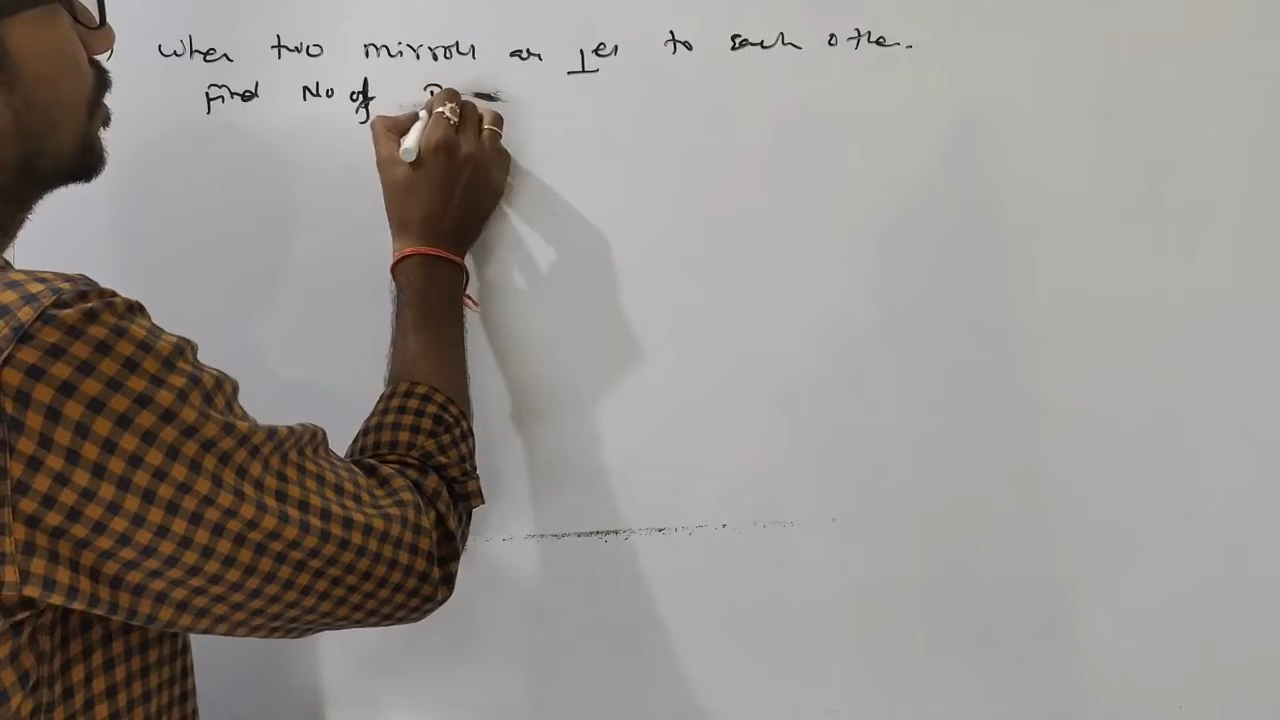 when two mirrors are ⊥er to each other.
Find No of